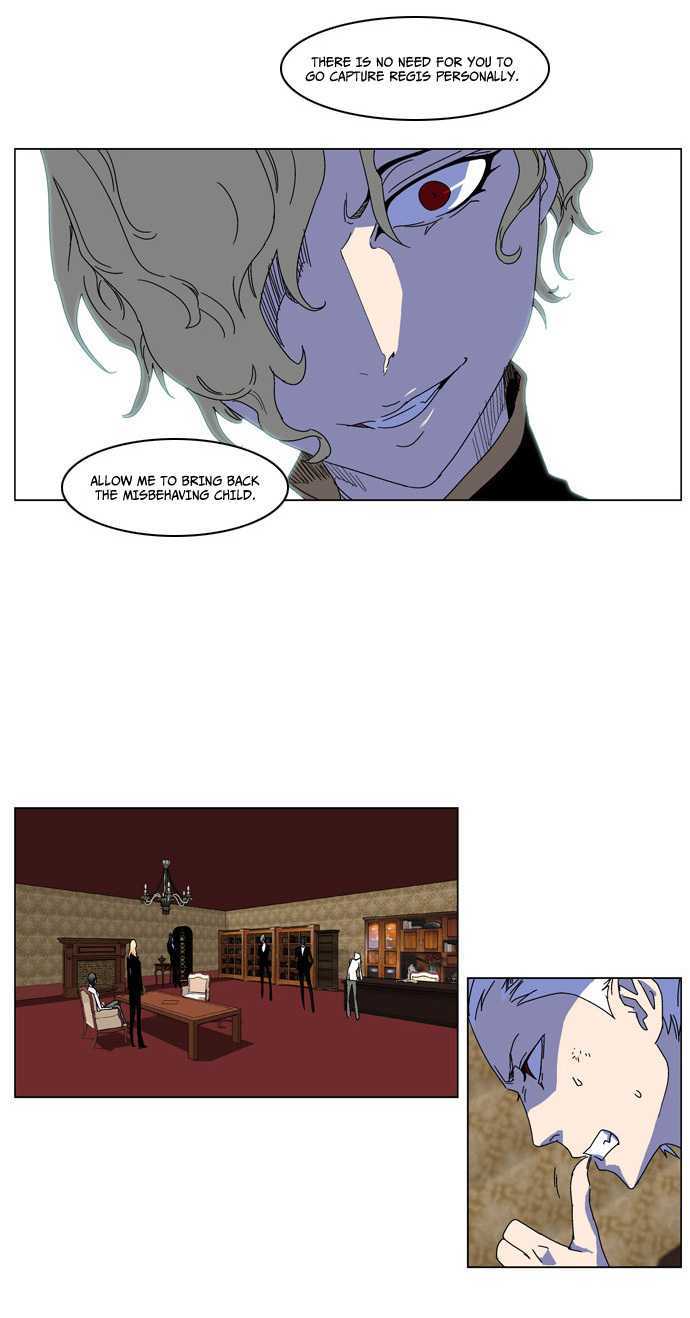 THERE IS NO NEED FOR YOU TO
GO CAPTURE REGIS PERSONALLY.
ALLOW ME TO BRING BACK
THE MISBEHAVING CHILD.